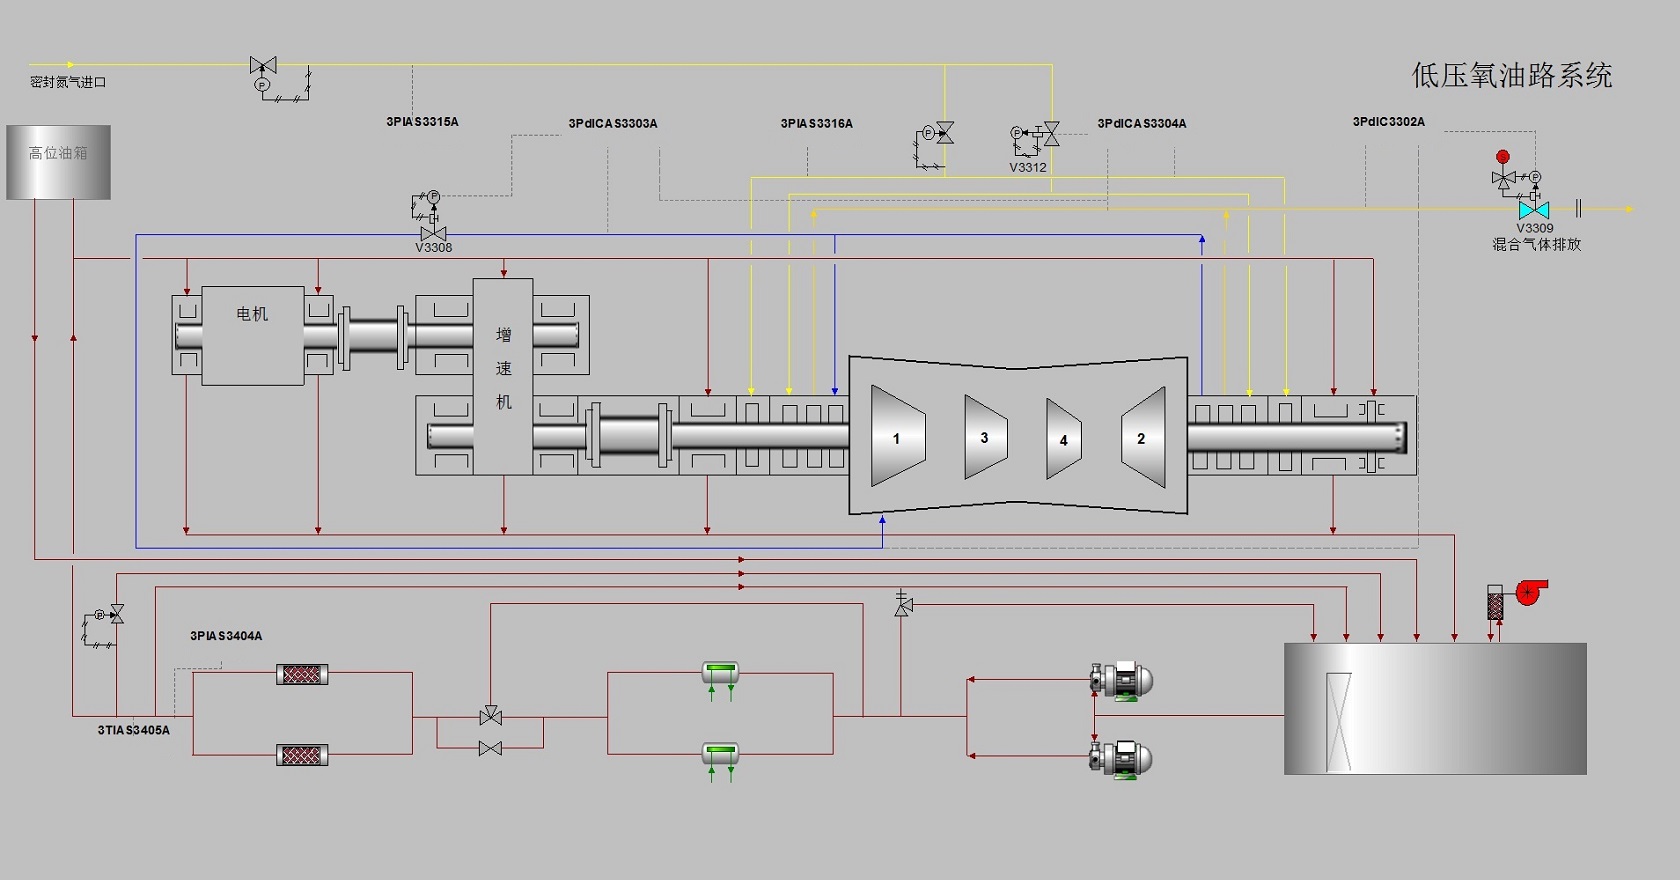 低压氧油路系统
密封氮气进口
P
3PIAS3315A
3PdICAS3303A
3PIAS3316A
P
P
V3312
3PdICAS3304A
3PdIC3302A
S
P
V3309
混合气体排放
高位油箱
P
V3308
电机
增
速
机
1
3
4
2
P
3PIAS3404A
3TIAS3405A